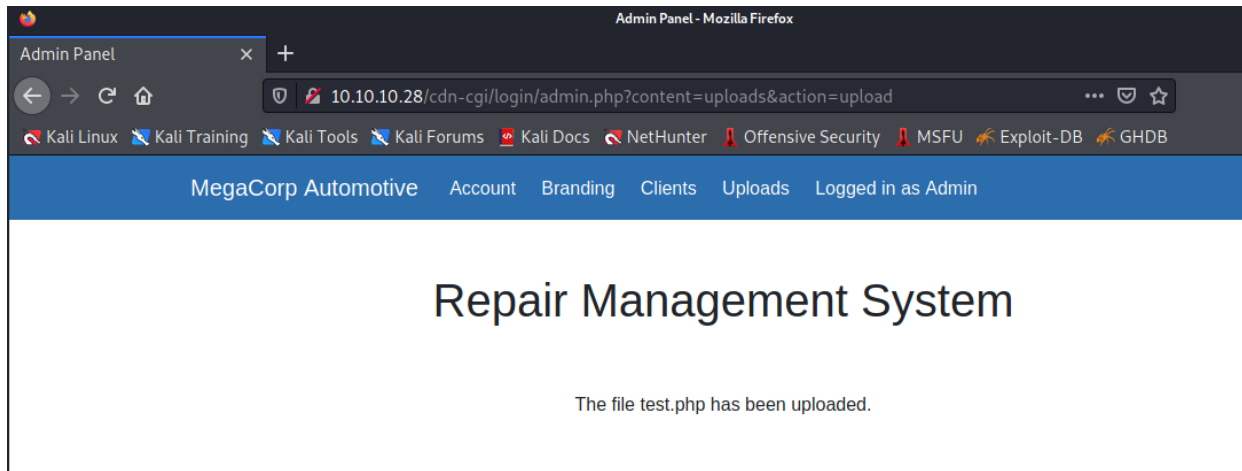 Admin Panel - Mozilla Firefox
Admin Panel
10.10.10.28/cdn-cgi/login/admin.php?content=uploads&action=upload
Kali Linux Kali Training Kali Tools Kali Forums Kali Docs NetHunter Offensive Security MSFU Exploit-DB GHDB
MegaCorp Automotive Account Branding Clients Uploads Logged in as Admin
Repair Management System
The file test.php has been uploaded.